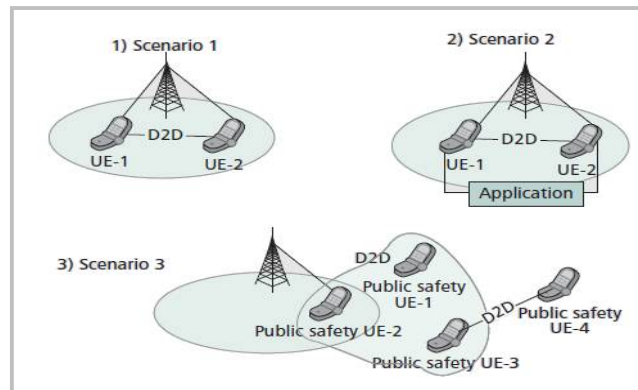 1) Scenario 1
D2D
UE-1
UE-2
2) Scenario 2
D2D
UE-1
UE-2
Application
3) Scenario 3
D2D
Public safety
UE-1
Public safety UE-2
D2D
Public safety
UE-4
Public safety UE-3